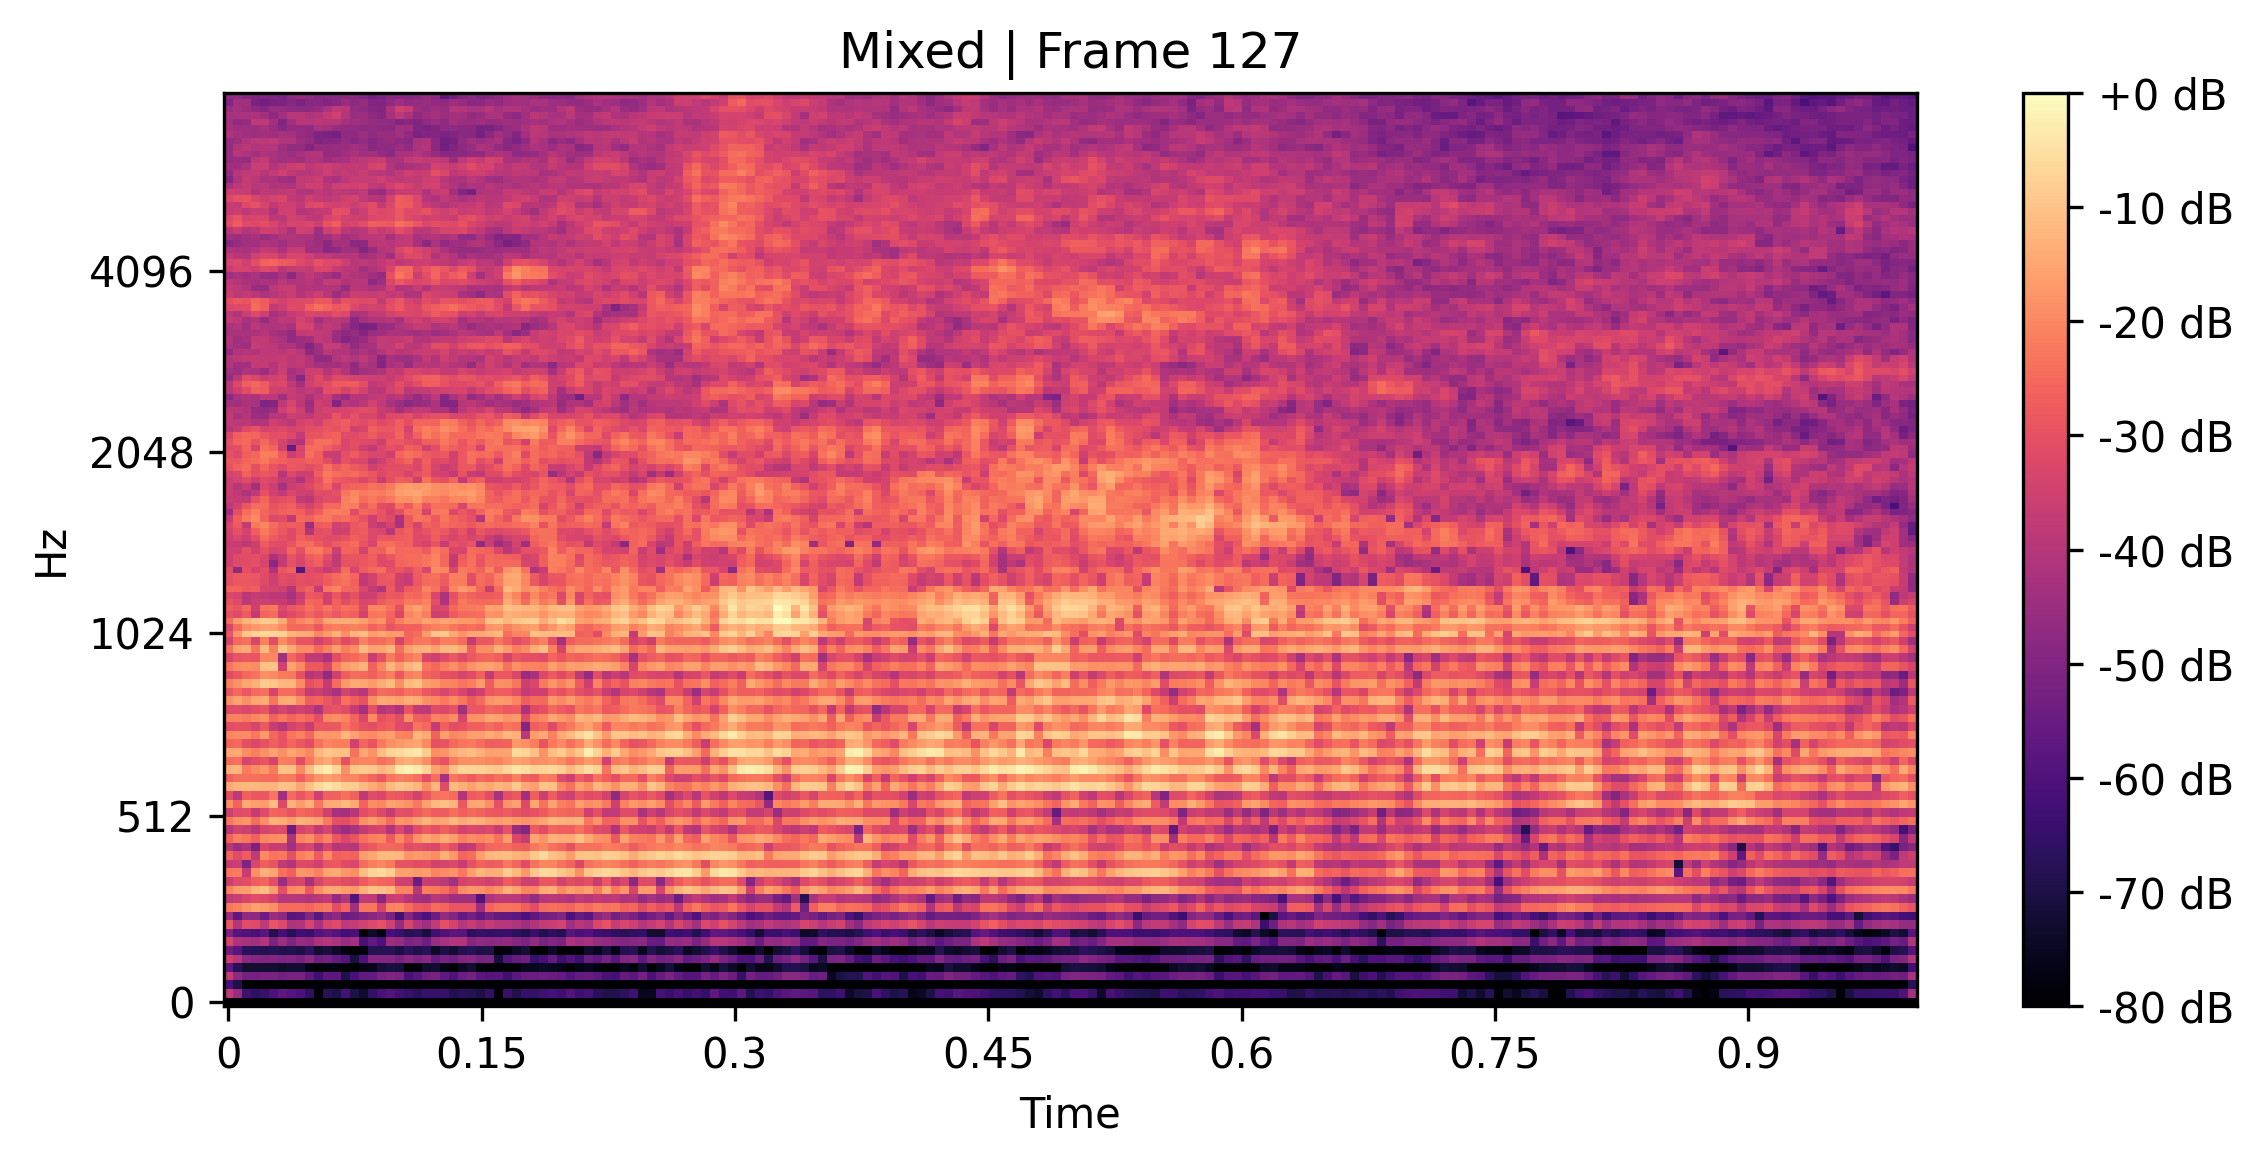 Mixed | Frame 127
Hz
4096
2048
1024
512
0
0 0.15 0.3 0.45 0.6 0.75 0.9
Time
+0 dB
-10 dB
-20 dB
-30 dB
-40 dB
-50 dB
-60 dB
-70 dB
-80 dB